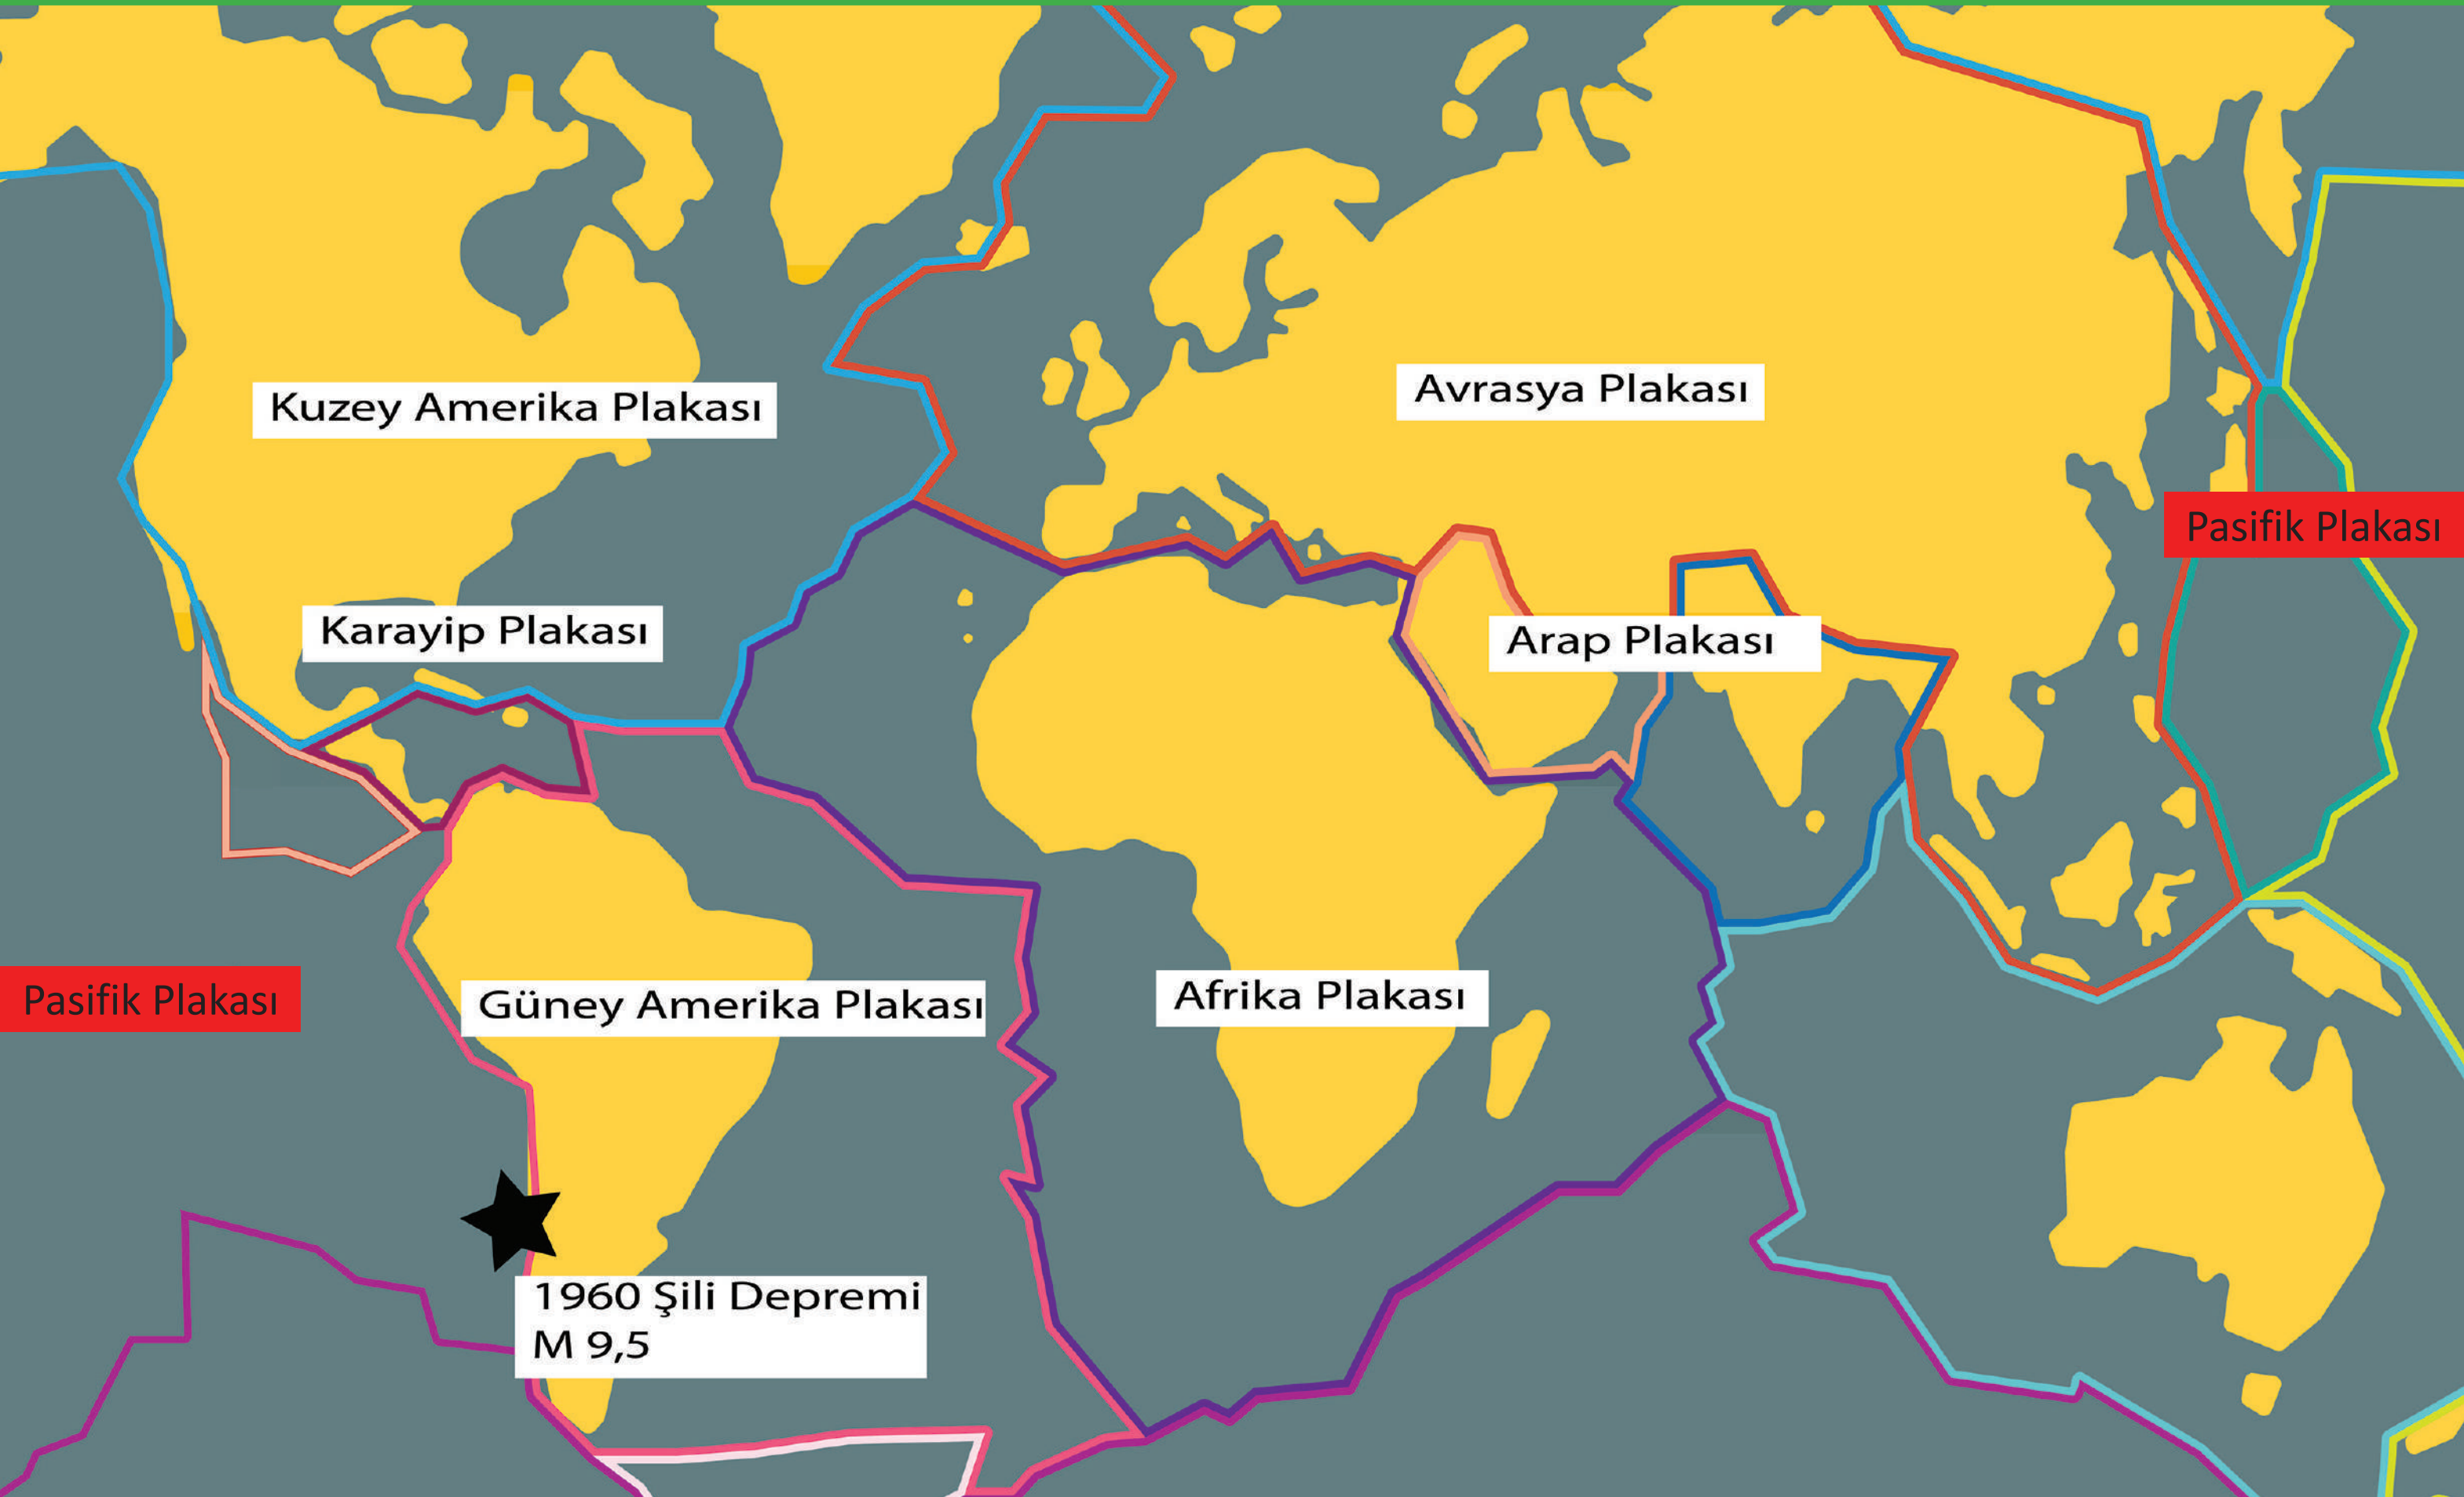 Kuzey Amerika Plakası
Avrasya Plakası
Pasifik Plakası
Karayip Plakası
Arap Plakası
Pasifik Plakası
Güney Amerika Plakası
Afrika Plakası
1960 Şili Depremi
M 9,5